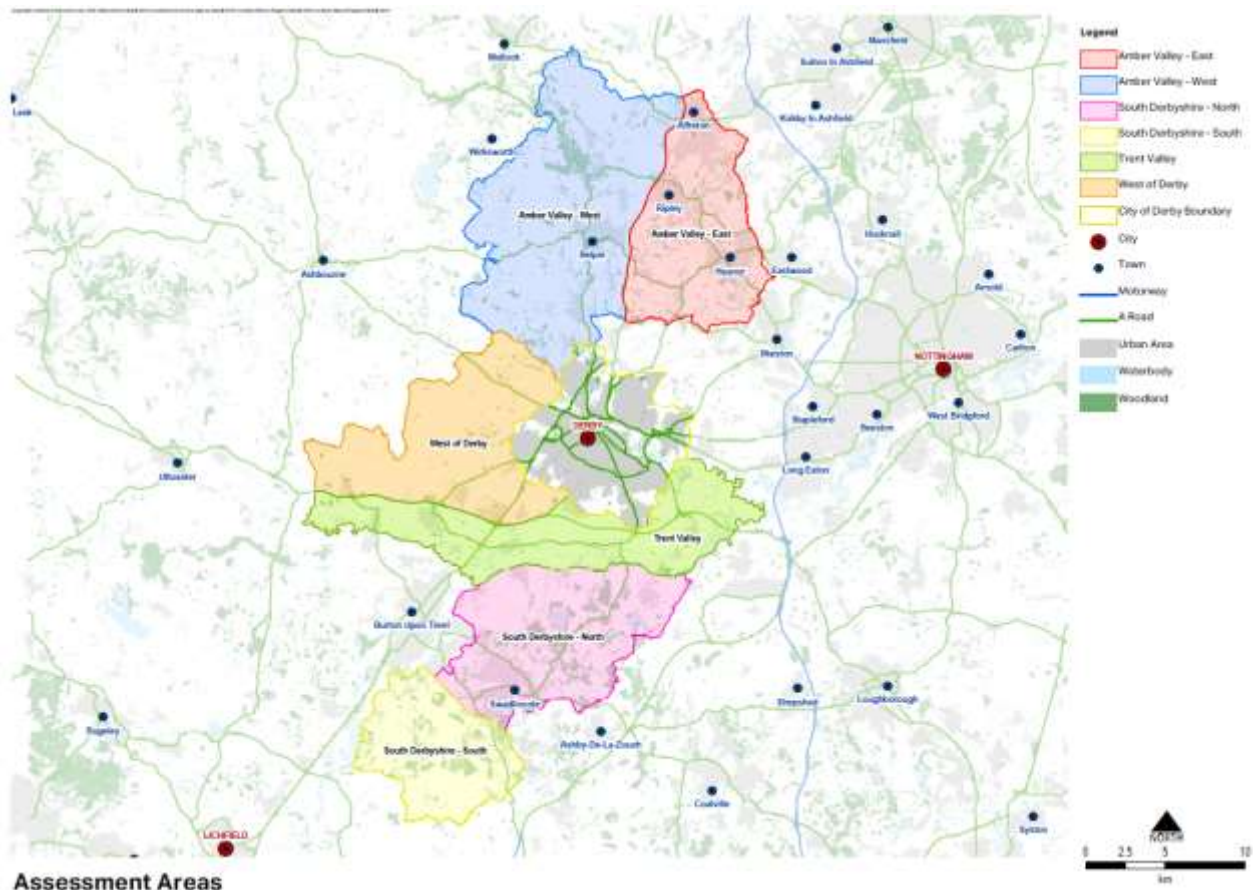 Legend
Amber Valley - East
Amber Valley - West
South Derbyshire - North
South Derbyshire - South
Trent Valley
West of Derby
City of Derby Boundary
City
Town
Motorway
A Road
Urban Area
Waterbody
Woodland
Matlock
Mansfield
Sutton In Ashfield
Leek
Alfreton
Kirkby In Ashfield
Wirksworth
Ripley
Amber Valley - West
Amber Valley - East
Hucknall
Belper
Heanor
Eastwood
Ashbourne
Arnold
Ilkeston
Carlton
NOTTINGHAM
Stapleford
Beeston
West Bridgford
DERBY
West of Derby
Long Eaton
Uttoxeter
Trent Valley
Burton Upon Trent
South Derbyshire - North
Swadlincote
Shepshed
Loughborough
Rugeley
South Derbyshire - South
Ashby-De-La-Zouch
Coalville
Syston
LICHFIELD
NORTH
0 2.5 5 10
km
Assessment Areas